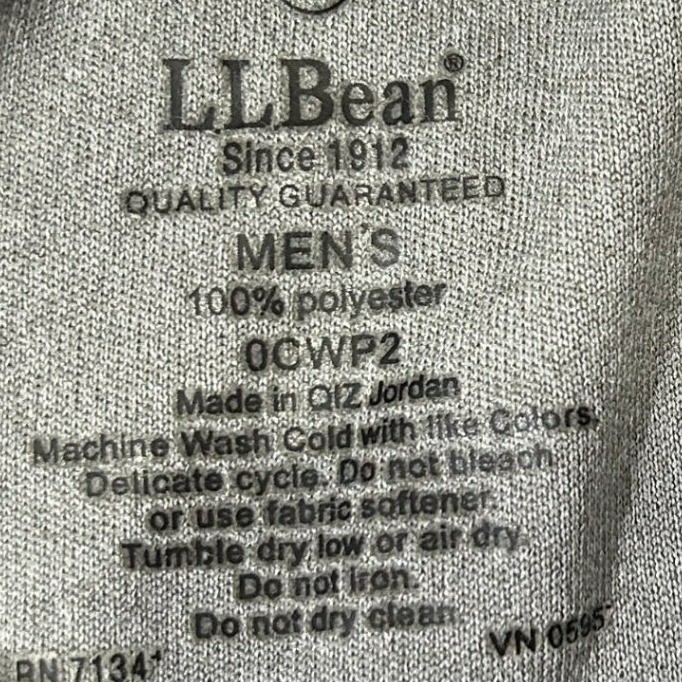 LLBean®
Since 1912
QUALITY GUARANTEED
MEN'S
100% polyester
0CWP2
Made in QIZ Jordan
Machine Wash Cold with like Colors,
Delicate cycle. Do not bleach
or use fabric softener.
Tumble dry low or air dry.
Do not Iron.
Do not dry clean.
RN 7134
VN 0595